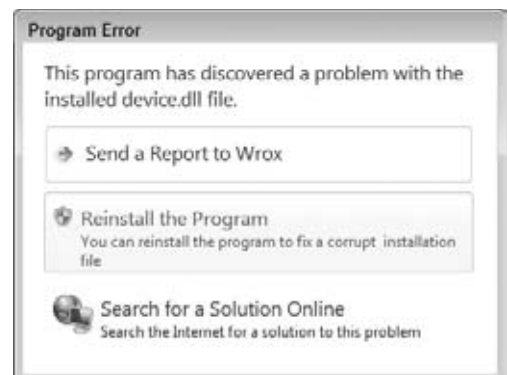 Program Error
This program has discovered a problem with the
installed device.dll file.
Send a Report to Wrox
Reinstall the Program
You can reinstall the program to fix a corrupt installation
file
Search for a Solution Online
Search the Internet for a solution to this problem